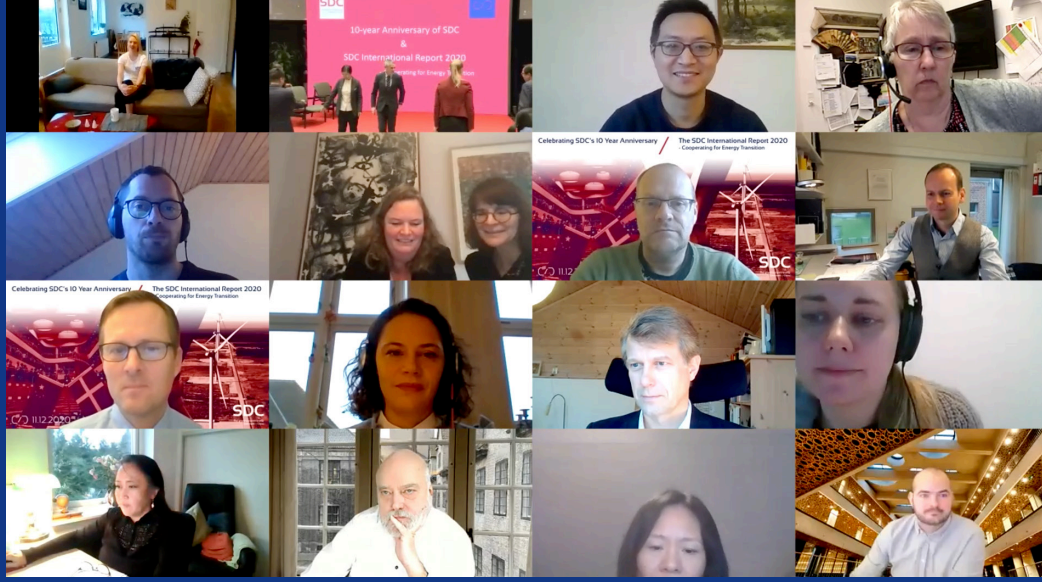 SDC
10-year Anniversary of SDC
&
SDC International Report 2020
perating for Energy Transition
Celebrating SDC's 10 Year Anniversary
The SDC International Report 2020
- Cooperating for Energy Transition
11.12
SDC
Celebrating SDC's 10 Year Anniversary
The SDC International Report 2020
Cooperating for Energy Transition
11.12.2020
SDC